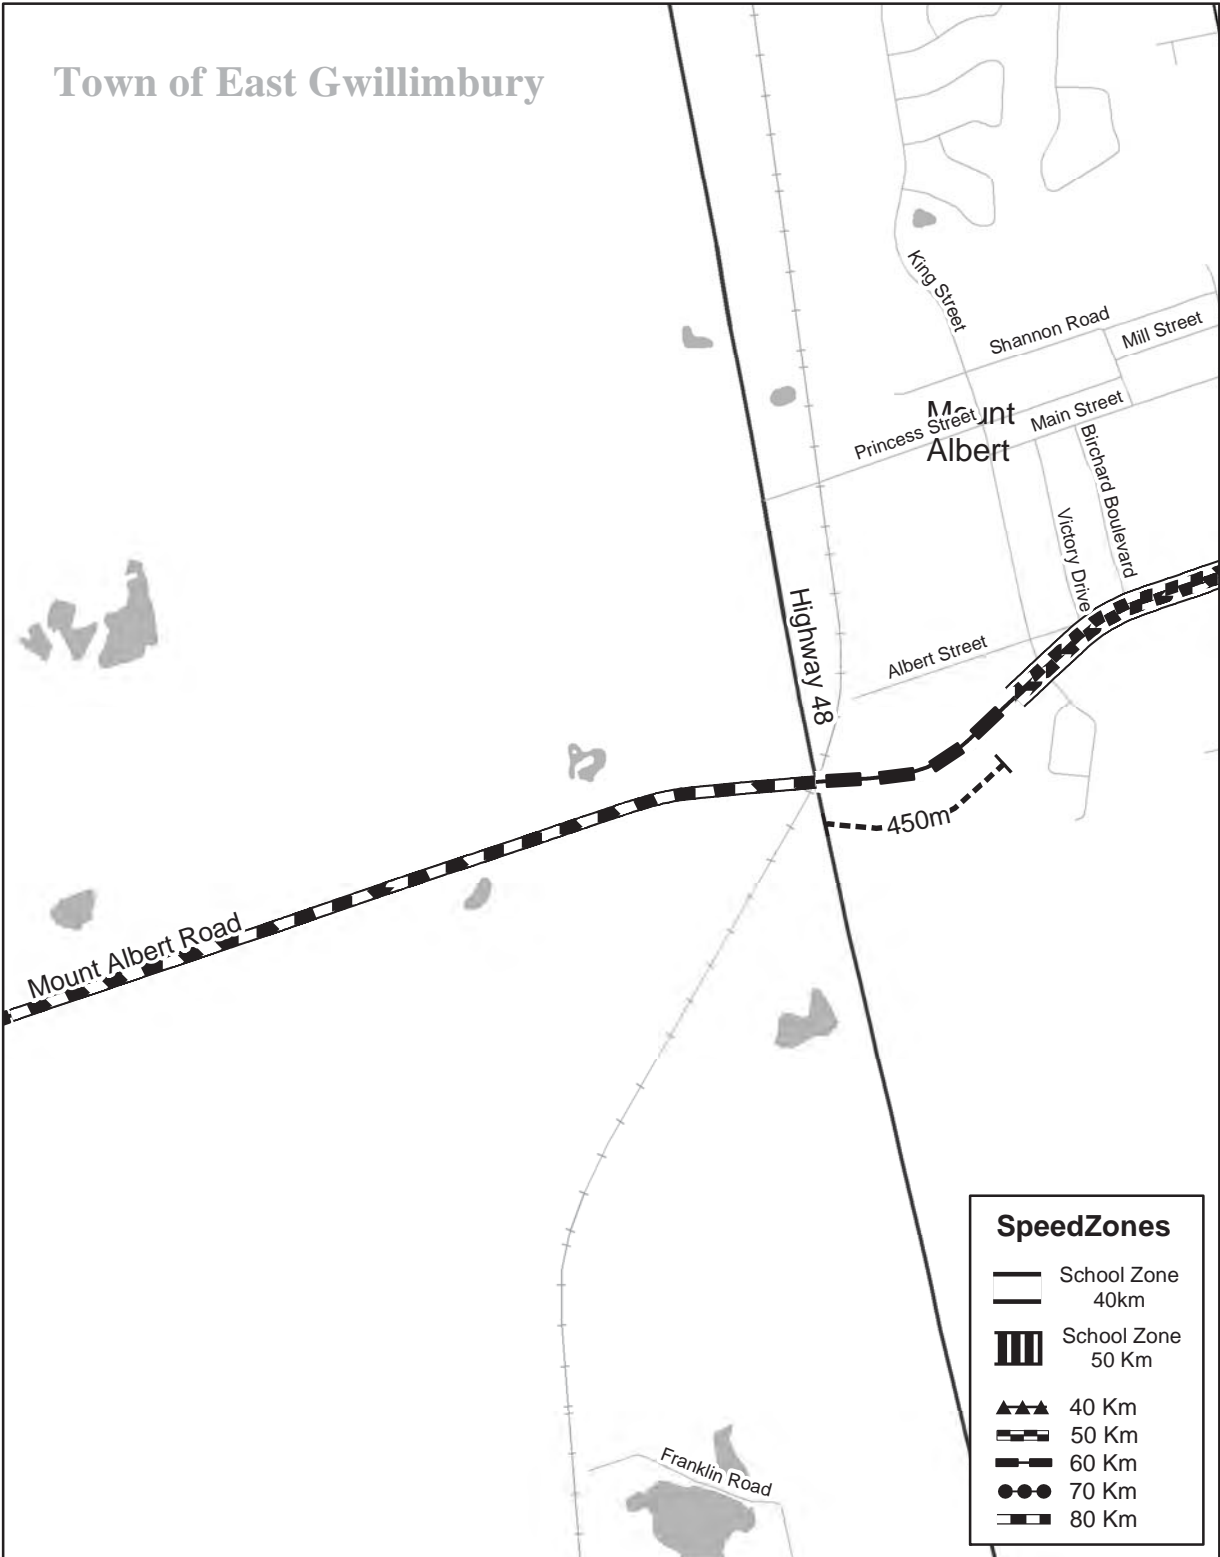 Town of East Gwillimbury
King Street
Shannon Road
Mill Street
Mount
Albert
Princess Street
Main Street
Birchard Boulevard
Victory Drive
Highway 48
Albert Street
450m
Mount Albert Road
Franklin Road
SpeedZones
School Zone
40km
School Zone
50 Km
40 Km
50 Km
60 Km
70 Km
80 Km